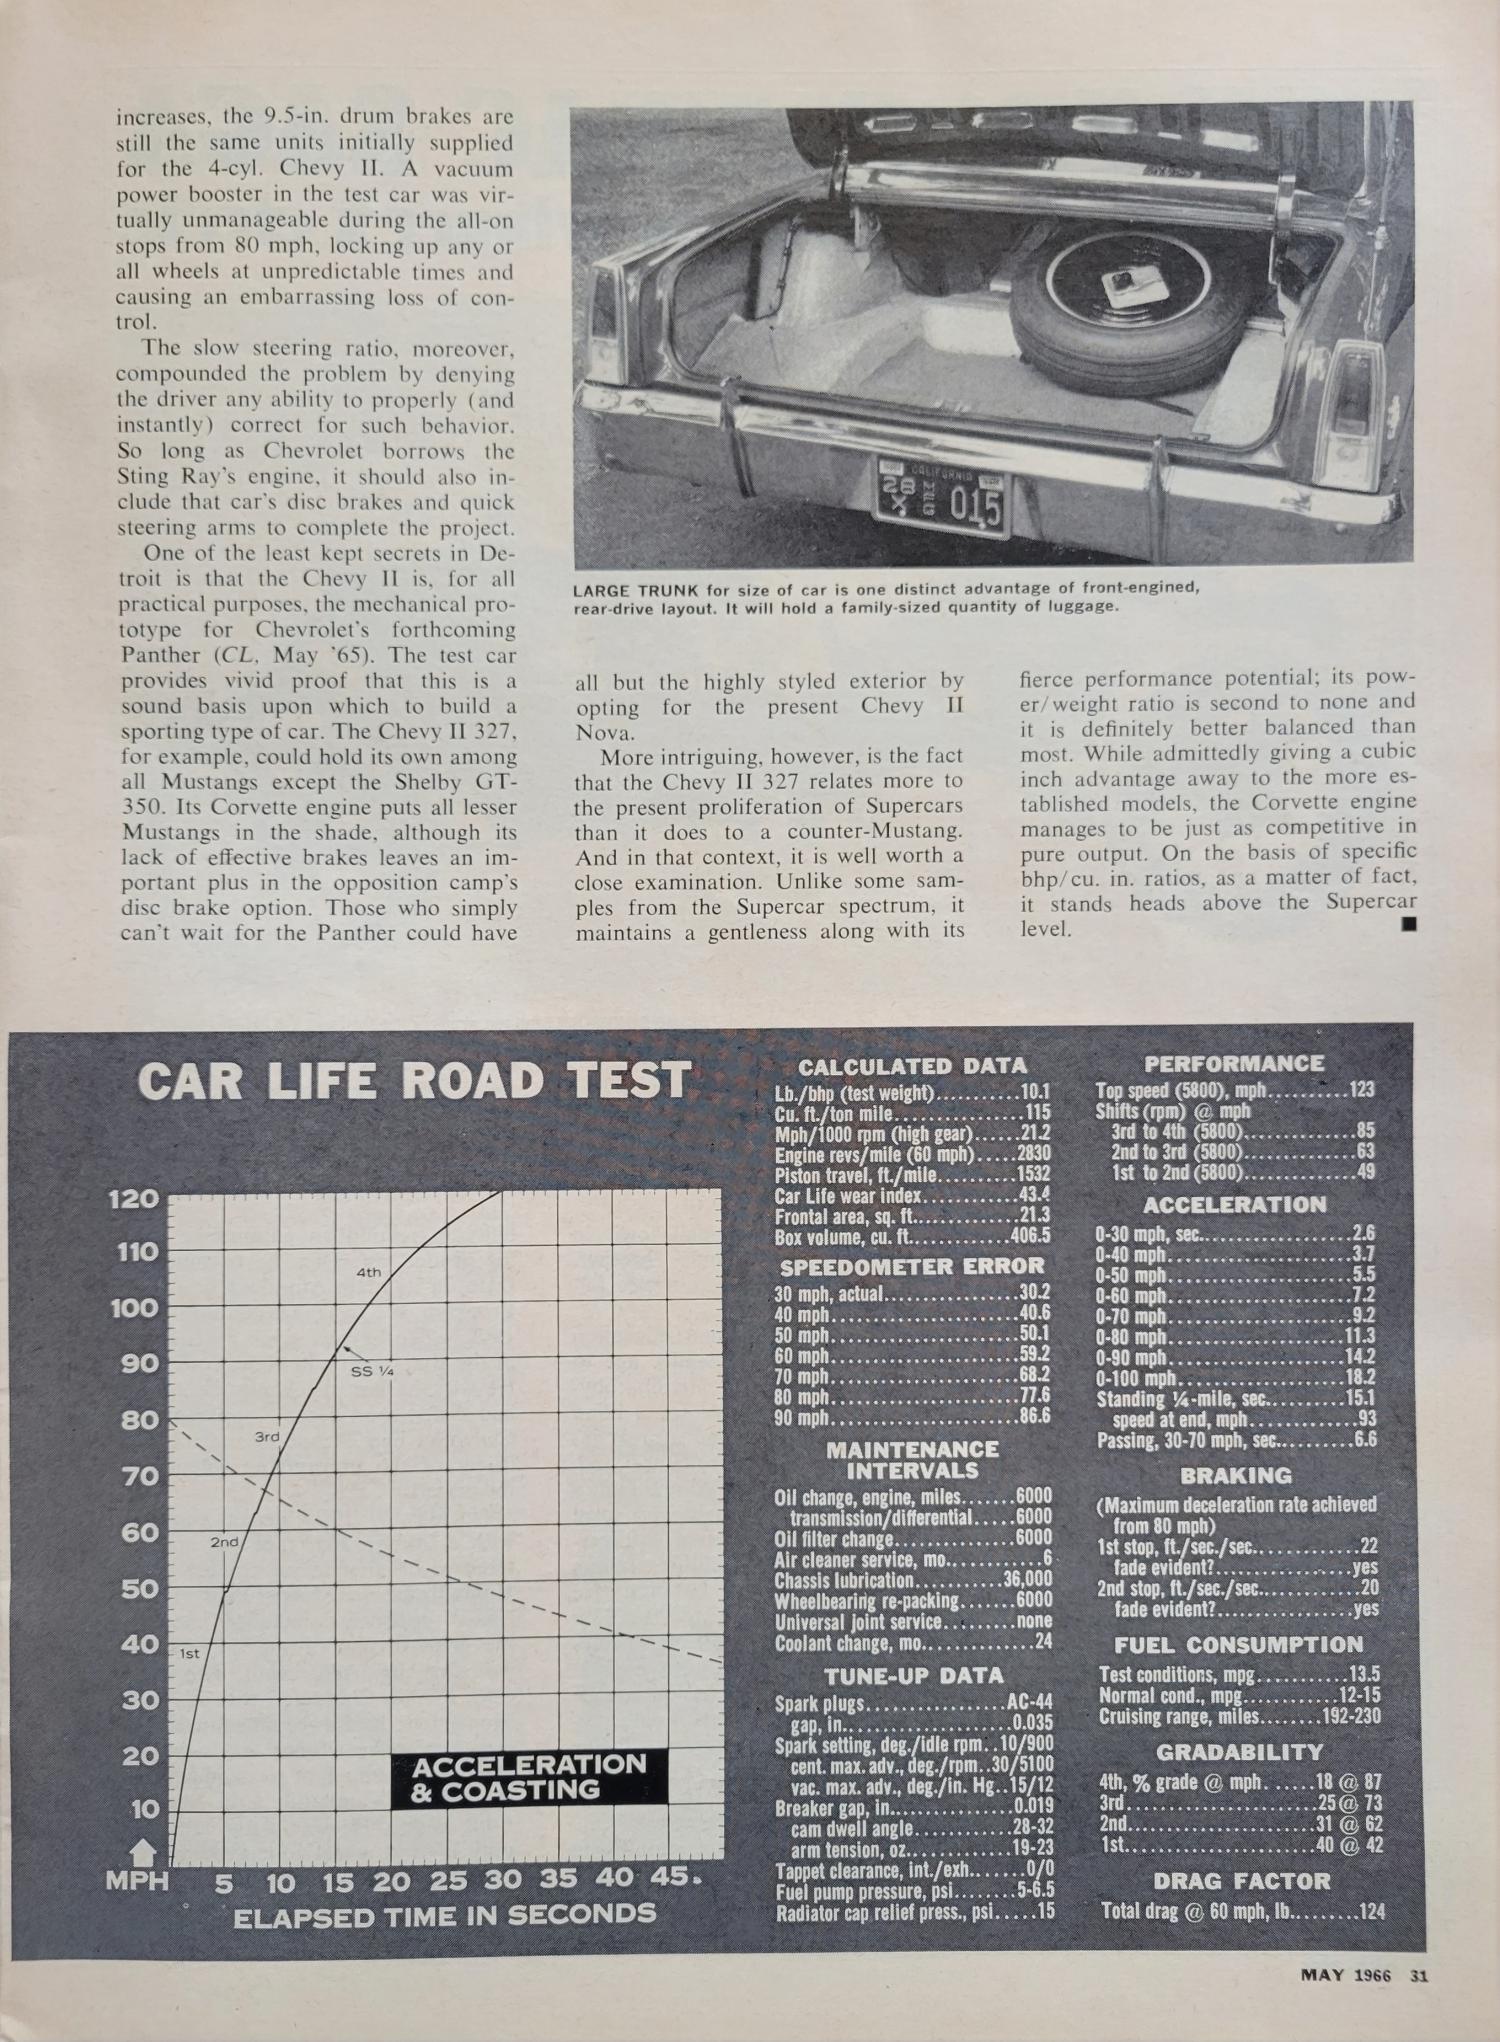 increases, the 9.5-in. drum brakes are
still the same units initially supplied
for the 4-cyl. Chevy II. A vacuum
power booster in the test car was vir-
tually unmanageable during the all-on
stops from 80 mph, locking up any or
all wheels at unpredictable times and
causing an embarrassing loss of con-
trol.
The slow steering ratio, moreover,
compounded the problem by denying
the driver any ability to properly (and
instantly) correct for such behavior.
So long as Chevrolet borrows the
Sting Ray's engine, it should also in-
clude that car's disc brakes and quick
steering arms to complete the project.
One of the least kept secrets in De-
troit is that the Chevy II is, for all
practical purposes, the mechanical pro-
totype for Chevrolet's forthcoming
Panther (CL, May '65). The test car
provides vivid proof that this is a
sound basis upon which to build a
sporting type of car. The Chevy II 327,
for example, could hold its own among
all Mustangs except the Shelby GT-
350. Its Corvette engine puts all lesser
Mustangs in the shade, although its
lack of effective brakes leaves an im-
portant plus in the opposition camp's
disc brake option. Those who simply
can't wait for the Panther could have
CALIFORNIA
28 X MFG 015
LARGE TRUNK for size of car is one distinct advantage of front-engined,
rear-drive layout. It will hold a family-sized quantity of luggage.
all but the highly styled exterior by
opting for the present Chevy II
Nova.
More intriguing, however, is the fact
that the Chevy II 327 relates more to
the present proliferation of Supercars
than it does to a counter-Mustang.
And in that context, it is well worth a
close examination. Unlike some sam-
ples from the Supercar spectrum, it
maintains a gentleness along with its
fierce performance potential; its pow-
er/weight ratio is second to none and
it is definitely better balanced than
most. While admittedly giving a cubic
inch advantage away to the more es-
tablished models, the Corvette engine
manages to be just as competitive in
pure output. On the basis of specific
bhp/cu. in. ratios, as a matter of fact,
it stands heads above the Supercar
level. ■
CAR LIFE ROAD TEST
120
110
100
90
80
70
60
50
40
30
20
10
MPH
4th
SS ¼
3rd
2nd
1st
ACCELERATION
& COASTING
5 10 15 20 25 30 35 40 45.
ELAPSED TIME IN SECONDS
CALCULATED DATA
Lb./bhp (test weight)...........10.1
Cu. ft./ton mile.................115
Mph/1000 rpm (high gear)......21.2
Engine revs/mile (60 mph).....2830
Piston travel, ft./mile..........1532
Car Life wear index............43.4
Frontal area, sq. ft.............21.3
Box volume, cu. ft............406.5
SPEEDOMETER ERROR
30 mph, actual.................30.2
40 mph........................40.6
50 mph........................50.1
60 mph........................59.2
70 mph........................68.2
80 mph........................77.6
90 mph........................86.6
MAINTENANCE
INTERVALS
Oil change, engine, miles.......6000
transmission/differential.....6000
Oil filter change...............6000
Air cleaner service, mo............6
Chassis lubrication...........36,000
Wheelbearing re-packing.......6000
Universal joint service.........none
Coolant change, mo..............24
TUNE-UP DATA
Spark plugs.................AC-44
gap, in.....................0.035
Spark setting, deg./idle rpm..10/900
cent. max. adv., deg./rpm..30/5100
vac. max. adv., deg./in. Hg..15/12
Breaker gap, in...............0.019
cam dwell angle............28-32
arm tension, oz.............19-23
Tappet clearance, int./exh.......0/0
Fuel pump pressure, psi........5-6.5
Radiator cap relief press., psi.....15
PERFORMANCE
Top speed (5800), mph..........123
Shifts (rpm) @ mph
3rd to 4th (5800)..............85
2nd to 3rd (5800)..............63
1st to 2nd (5800)..............49
ACCELERATION
0-30 mph, sec...................2.6
0-40 mph.......................3.7
0-50 mph.......................5.5
0-60 mph.......................7.2
0-70 mph.......................9.2
0-80 mph......................11.3
0-90 mph......................14.2
0-100 mph.....................18.2
Standing ¼-mile, sec..........15.1
speed at end, mph.............93
Passing, 30-70 mph, sec..........6.6
BRAKING
(Maximum deceleration rate achieved
from 80 mph)
1st stop, ft./sec./sec.............22
fade evident?.................yes
2nd stop, ft./sec./sec.............20
fade evident?.................yes
FUEL CONSUMPTION
Test conditions, mpg...........13.5
Normal cond., mpg............12-15
Cruising range, miles........192-230
GRADABILITY
4th, % grade @ mph.......18 @ 87
3rd........................25 @ 73
2nd........................31 @ 62
1st........................40 @ 42
DRAG FACTOR
Total drag @ 60 mph, lb.........124
MAY 1966 31